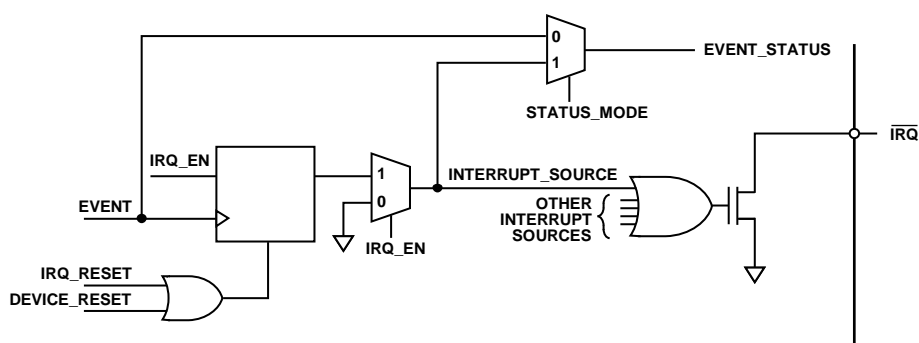 0
EVENT_STATUS
1
STATUS_MODE
IRQ
IRQ_EN
1
INTERRUPT_SOURCE
EVENT
0
OTHER
INTERRUPT
SOURCES
IRQ_EN
IRQ_RESET
DEVICE_RESET